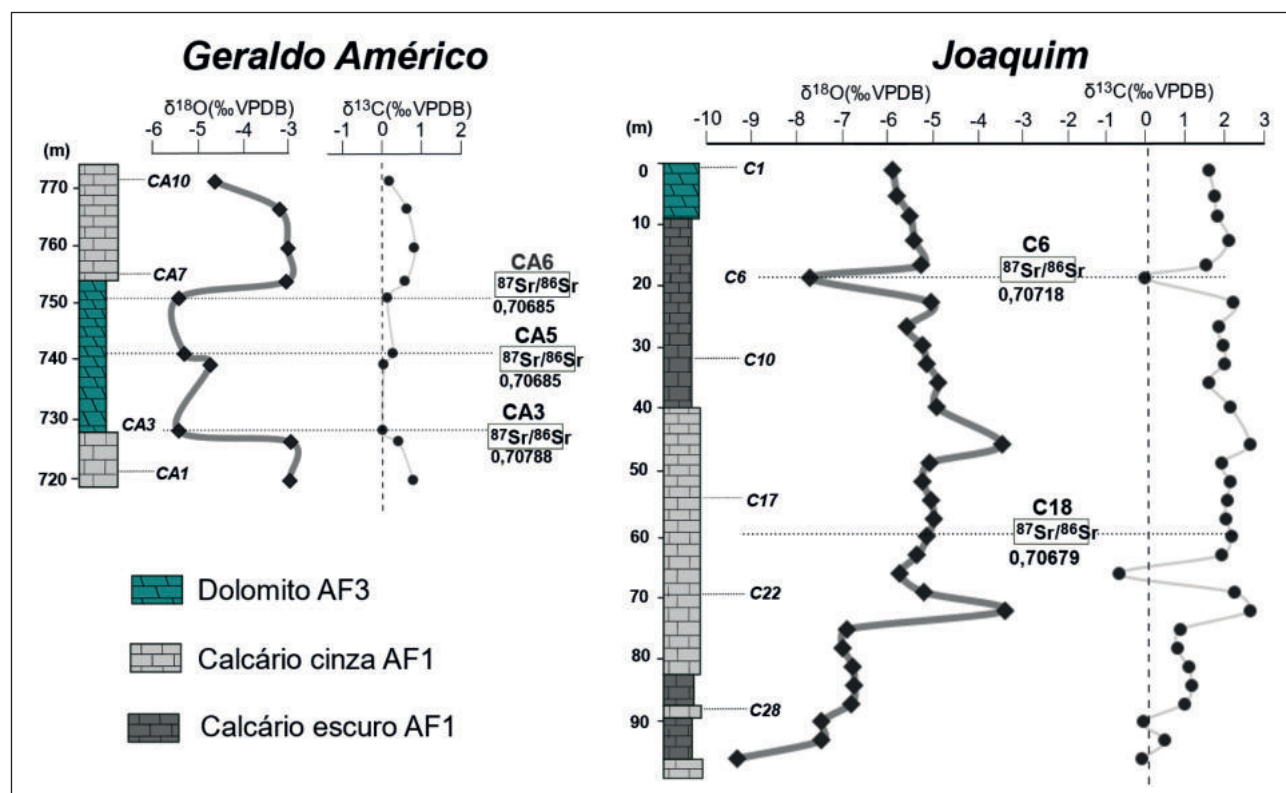 Geraldo Américo
δ18O(‰VPDB)
δ13C(‰VPDB)
-6 -4 -3
-1 0 1 2
(m)
770
760
750
740
730
720
CA10
CA7
CA3
CA1
CA6
87Sr/86Sr
0,70685
CA5
87Sr/86Sr
0,70685
CA3
87Sr/86Sr
0,70788
Dolomito AF3
Calcário cinza AF1
Calcário escuro AF1
Joaquim
δ18O(‰VPDB)
δ13C(‰VPDB)
(m)
-10 -8 -7 -6 -5 -4 -3 -2 -1 0 1 2 3
0
10
20
30
40
50
60
70
80
90
C1
C6
C10
C17
C22
C28
C6
87Sr/86Sr
0,70718
C18
87Sr/86Sr
0,70679